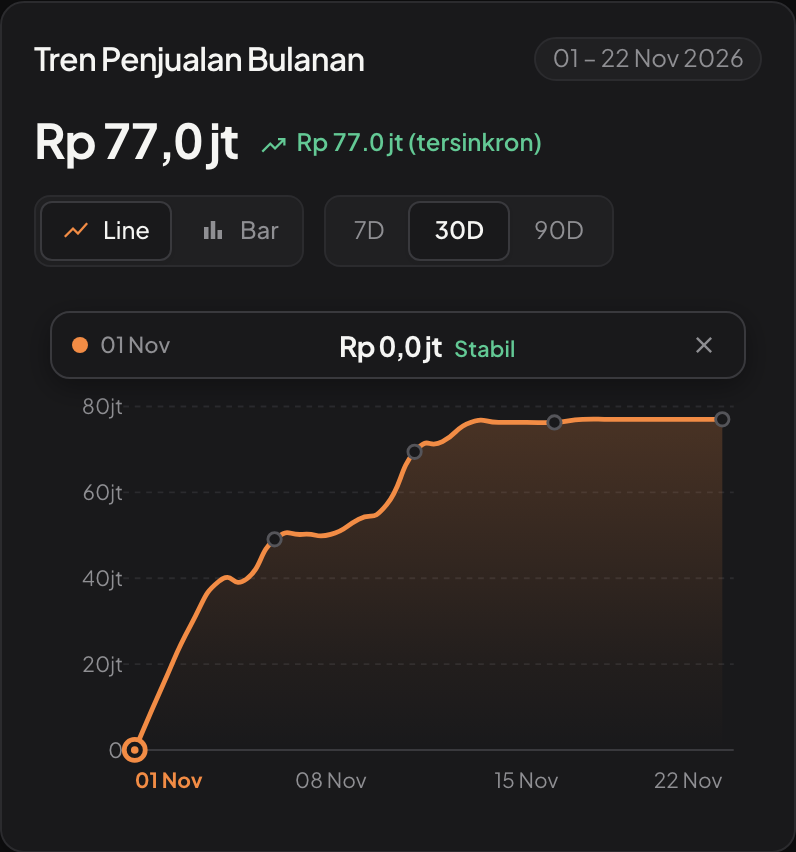 Tren Penjualan Bulanan
01 – 22 Nov 2026
Rp 77,0 jt
Rp 77.0 jt (tersinkron)
Line
Bar
7D
30D
90D
01 Nov
Rp 0,0 jt Stabil
80jt
60jt
40jt
20jt
0
01 Nov
08 Nov
15 Nov
22 Nov